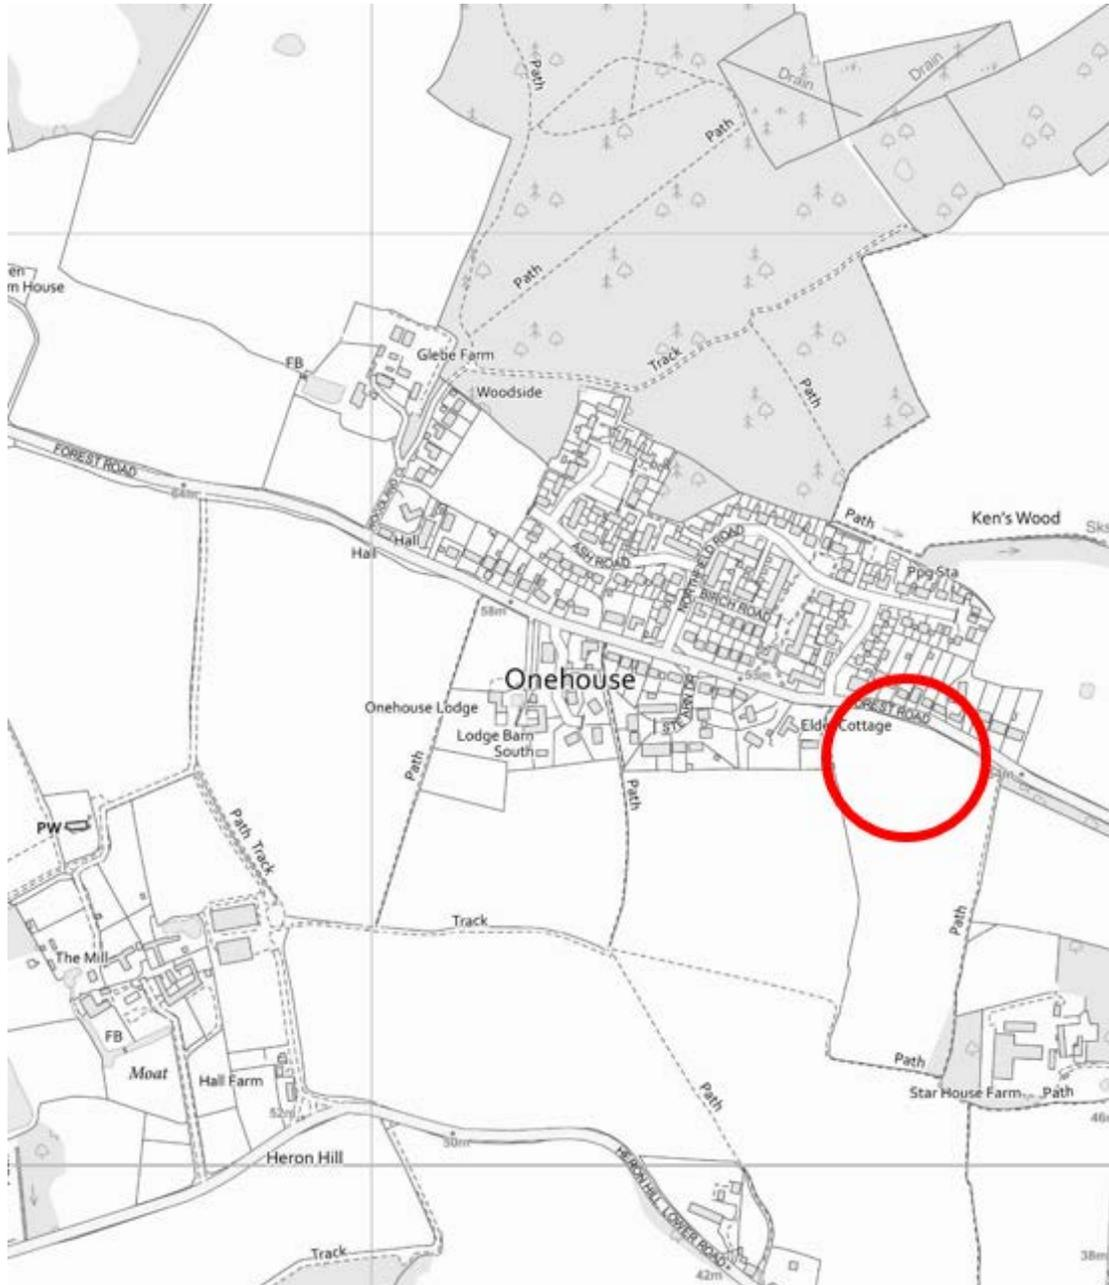 Path
Drain
Drain
Path
Path
m House
FB
Glebe Farm
Woodside
Track
Path
FOREST ROAD
64m
Hall
Hall
ASH ROAD
NORTHFIELD ROAD
BIRCH ROAD
Path
Ken's Wood
Ppg Sta
58m
55m
Onehouse
Onehouse Lodge
Lodge Barn
South
Elder Cottage
FOREST ROAD
Path
Path
PW
Path Track
Track
The Mill
FB
Moat
Hall Farm
52m
Heron Hill
50m
Path
Path
Path
Star House Farm
Path
HERON HILL
LOWER ROAD
Track
42m
38m